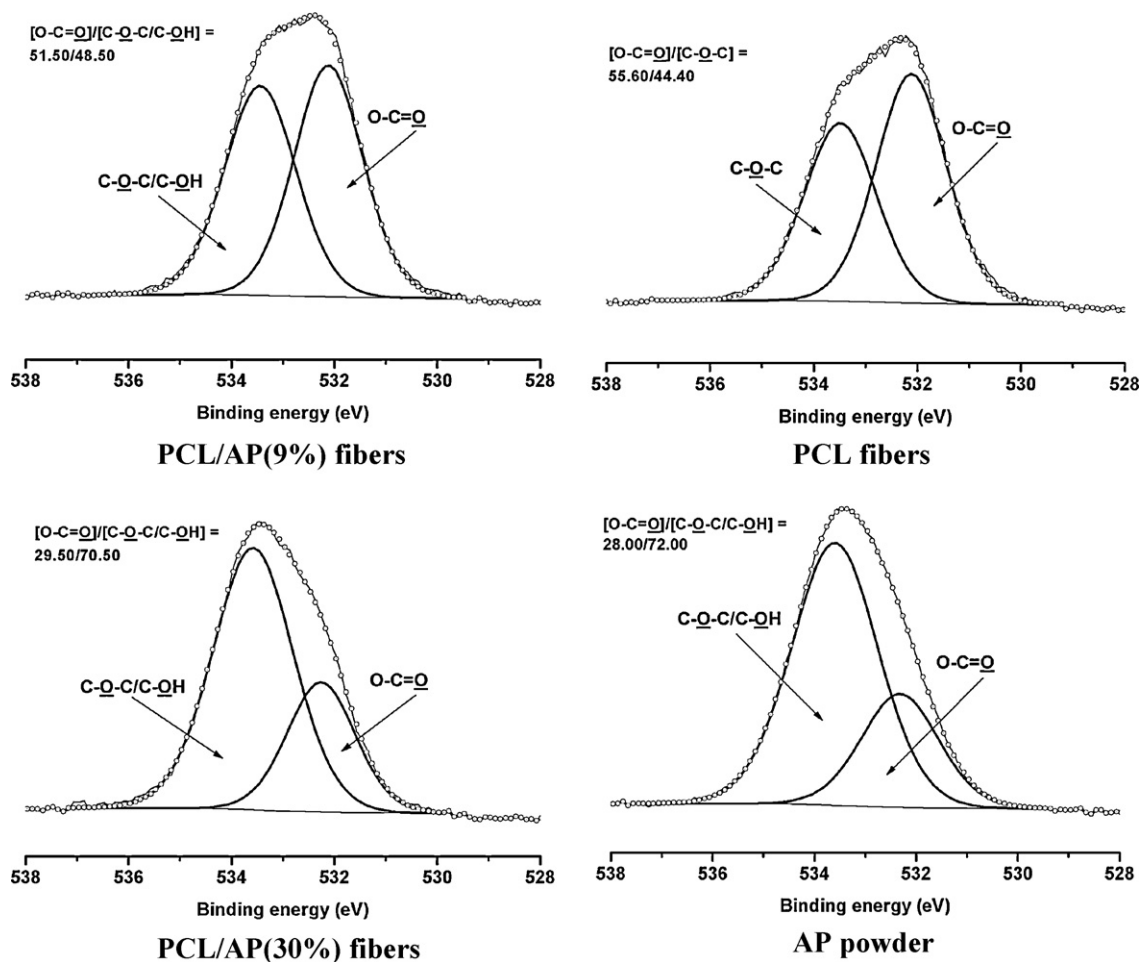 [O-C=O]/[C-O-C/C-OH] =
51.50/48.50
O-C=O
C-O-C/C-OH
538 536 534 532 530 528
Binding energy (eV)
PCL/AP(9%) fibers
[O-C=O]/[C-O-C] =
55.60/44.40
O-C=O
C-O-C
538 536 534 532 530 528
Binding energy (eV)
PCL fibers
[O-C=O]/[C-O-C/C-OH] =
29.50/70.50
C-O-C/C-OH
O-C=O
538 536 534 532 530 528
Binding energy (eV)
PCL/AP(30%) fibers
[O-C=O]/[C-O-C/C-OH] =
28.00/72.00
C-O-C/C-OH
O-C=O
538 536 534 532 530 528
Binding energy (eV)
AP powder